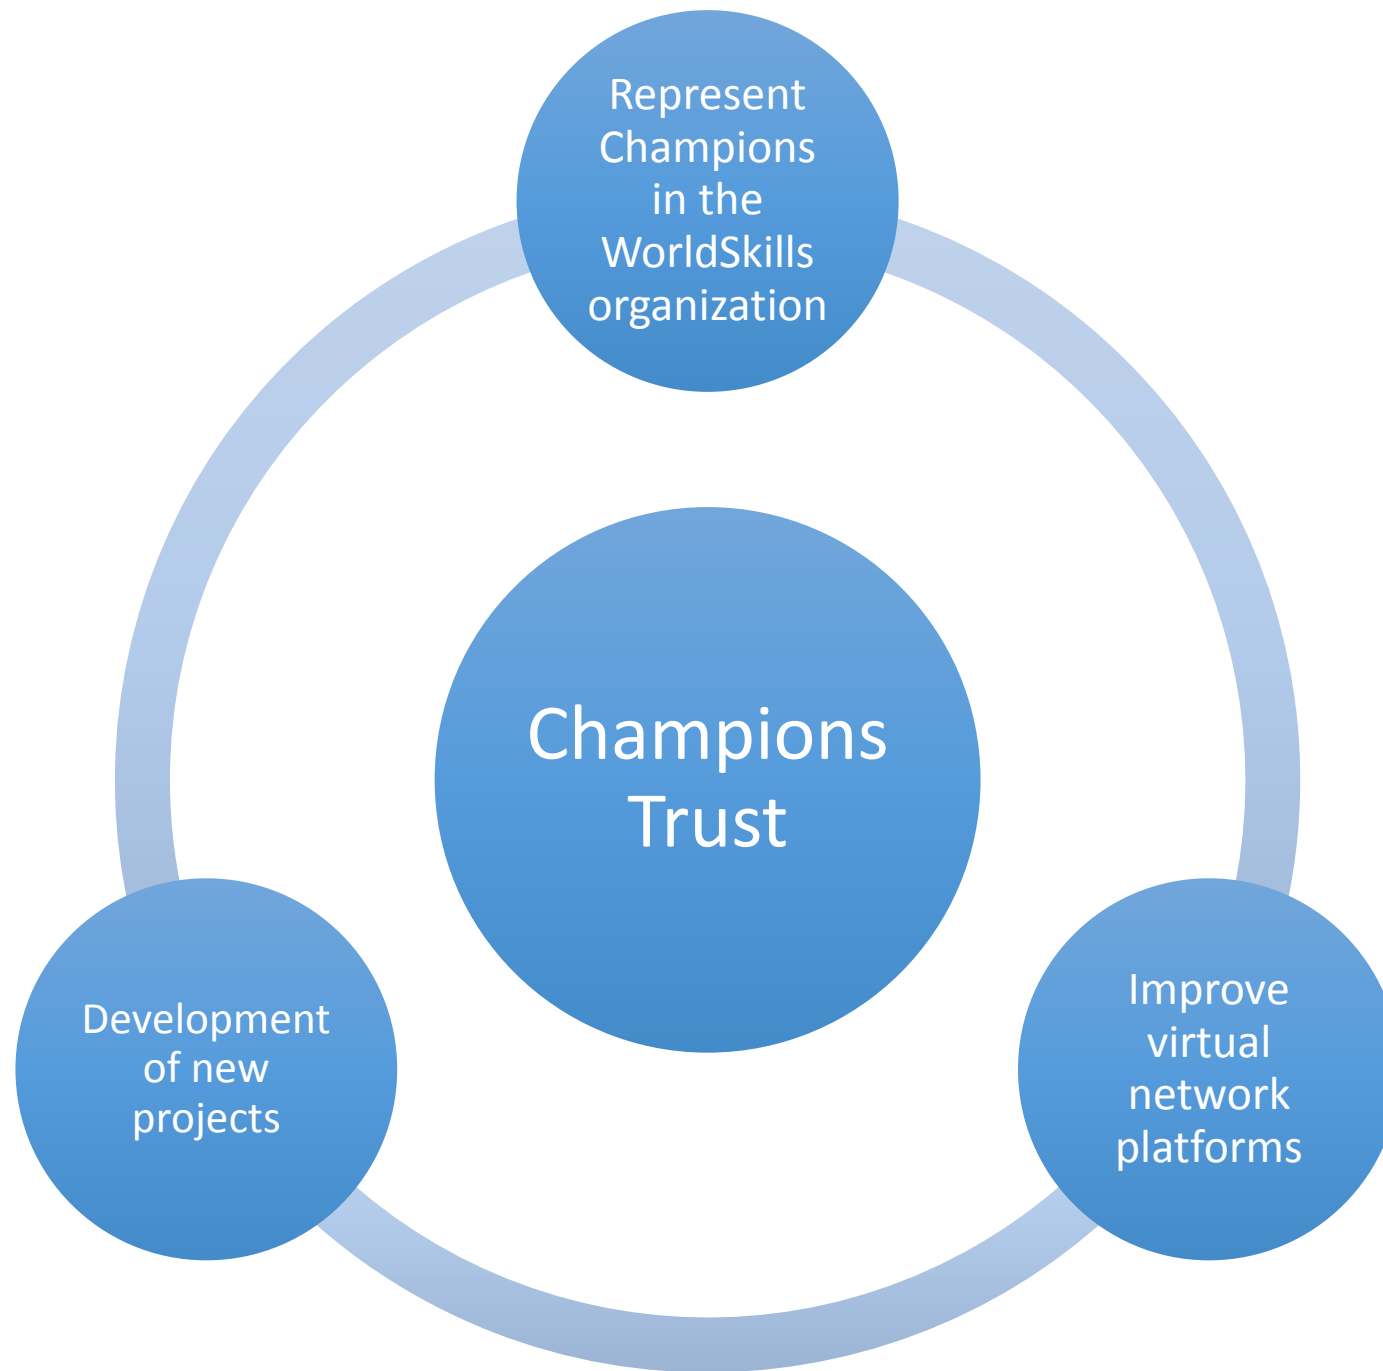 Represent
Champions
in the
WorldSkills
organization
Champions
Trust
Development
of new
projects
Improve
virtual
network
platforms